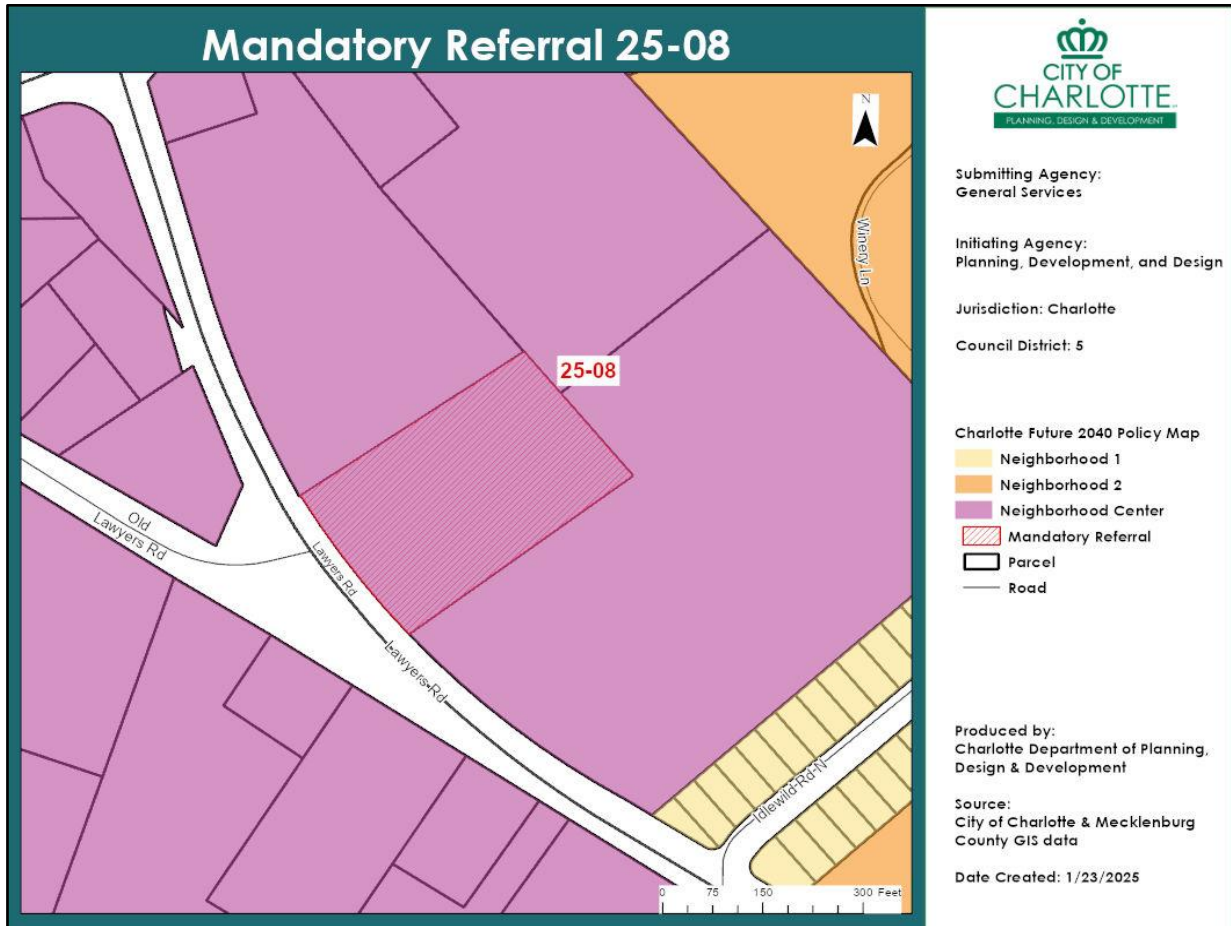 Mandatory Referral 25-08
N
Winery Ln
25-08
Old
Lawyers Rd
Lawyers Rd
Lawyers Rd
Idlewild Rd N
0 75 150 300 Feet
CITY OF
CHARLOTTE
PLANNING, DESIGN & DEVELOPMENT
Submitting Agency:
General Services
Initiating Agency:
Planning, Development, and Design
Jurisdiction: Charlotte
Council District: 5
Charlotte Future 2040 Policy Map
Neighborhood 1
Neighborhood 2
Neighborhood Center
Mandatory Referral
Parcel
Road
Produced by:
Charlotte Department of Planning,
Design & Development
Source:
City of Charlotte & Mecklenburg
County GIS data
Date Created: 1/23/2025